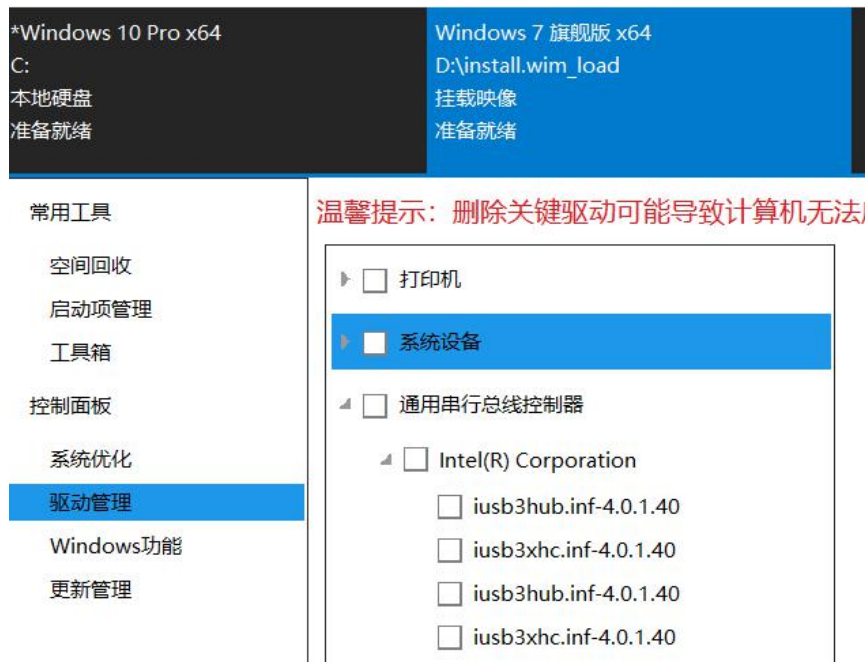 *Windows 10 Pro x64
C:
本地硬盘
准备就绪
Windows 7 旗舰版 x64
D:\install.wim_load
挂载映像
准备就绪
常用工具
空间回收
启动项管理
工具箱
控制面板
系统优化
驱动管理
Windows功能
更新管理
温馨提示：删除关键驱动可能导致计算机无法
打印机
系统设备
通用串行总线控制器
Intel(R) Corporation
iusb3hub.inf-4.0.1.40
iusb3xhc.inf-4.0.1.40
iusb3hub.inf-4.0.1.40
iusb3xhc.inf-4.0.1.40